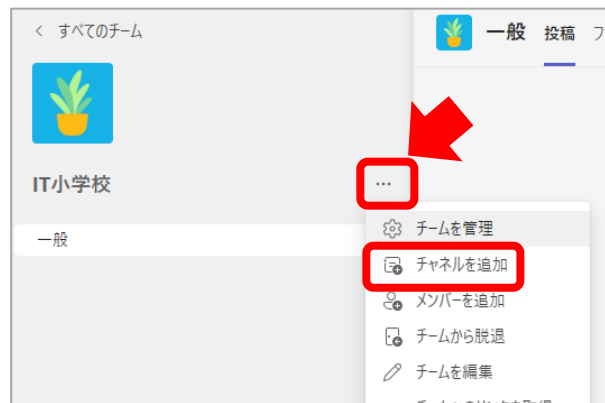 すべてのチーム
一般 投稿
IT小学校
…
一般
チームを管理
チャネルを追加
メンバーを追加
チームから脱退
チームを編集